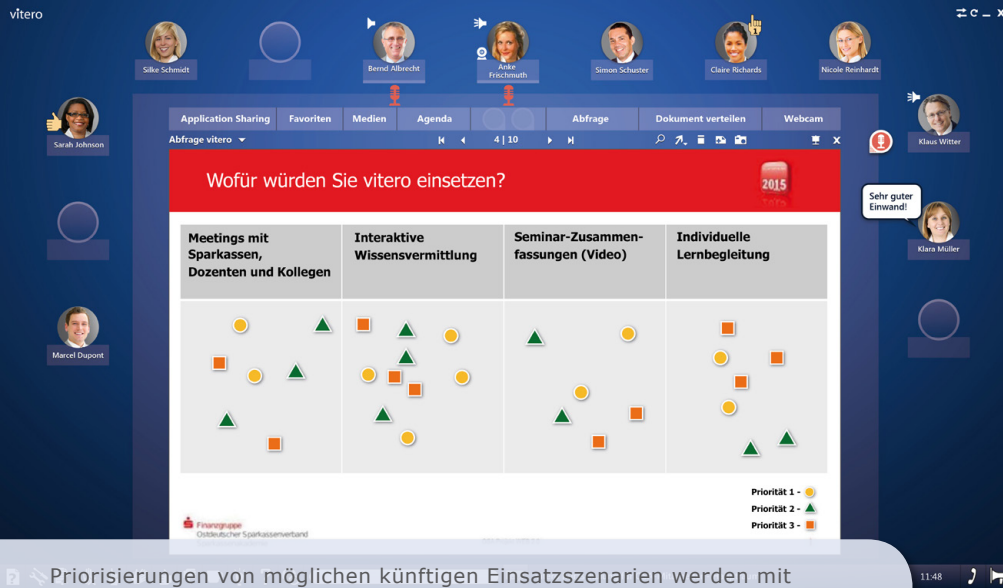 vitero
Silke Schmidt
Bernd Albrecht
Anke
Frischmuth
Simon Schuster
Claire Richards
Nicole Reinhardt
1
Sarah Johnson
Klaus Witter
Application Sharing Favoriten Medien Agenda Abfrage Dokument verteilen Webcam
Abfrage vitero 4 | 10
Wofür würden Sie vitero einsetzen?
2015
Sehr guter
Einwand!
Klara Müller
Marcel Dupont
Meetings mit
Sparkassen,
Dozenten und Kollegen
Interaktive
Wissensvermittlung
Seminar-Zusammen-
fassungen (Video)
Individuelle
Lernbegleitung
Priorität 1 -
Priorität 2 -
Priorität 3 -
Finanzgruppe
Ostdeutscher Sparkassenverband
Priorisierungen von möglichen künftigen Einsatzszenarien werden mit
11:48